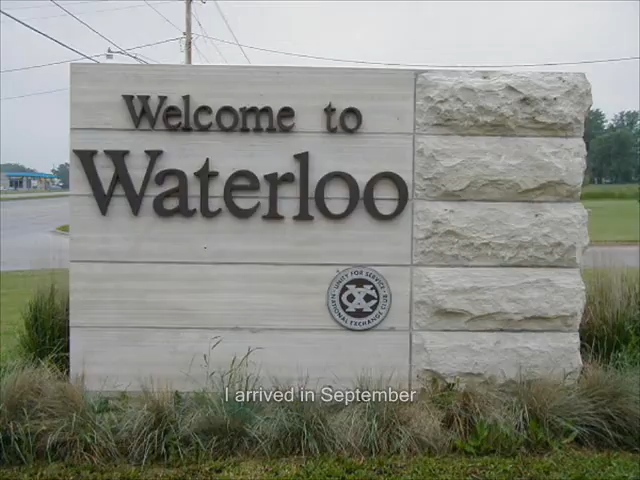 Welcome to
Waterloo
UNITY FOR SERVICE
NATIONAL EXCHANGE CLUB
I arrived in September